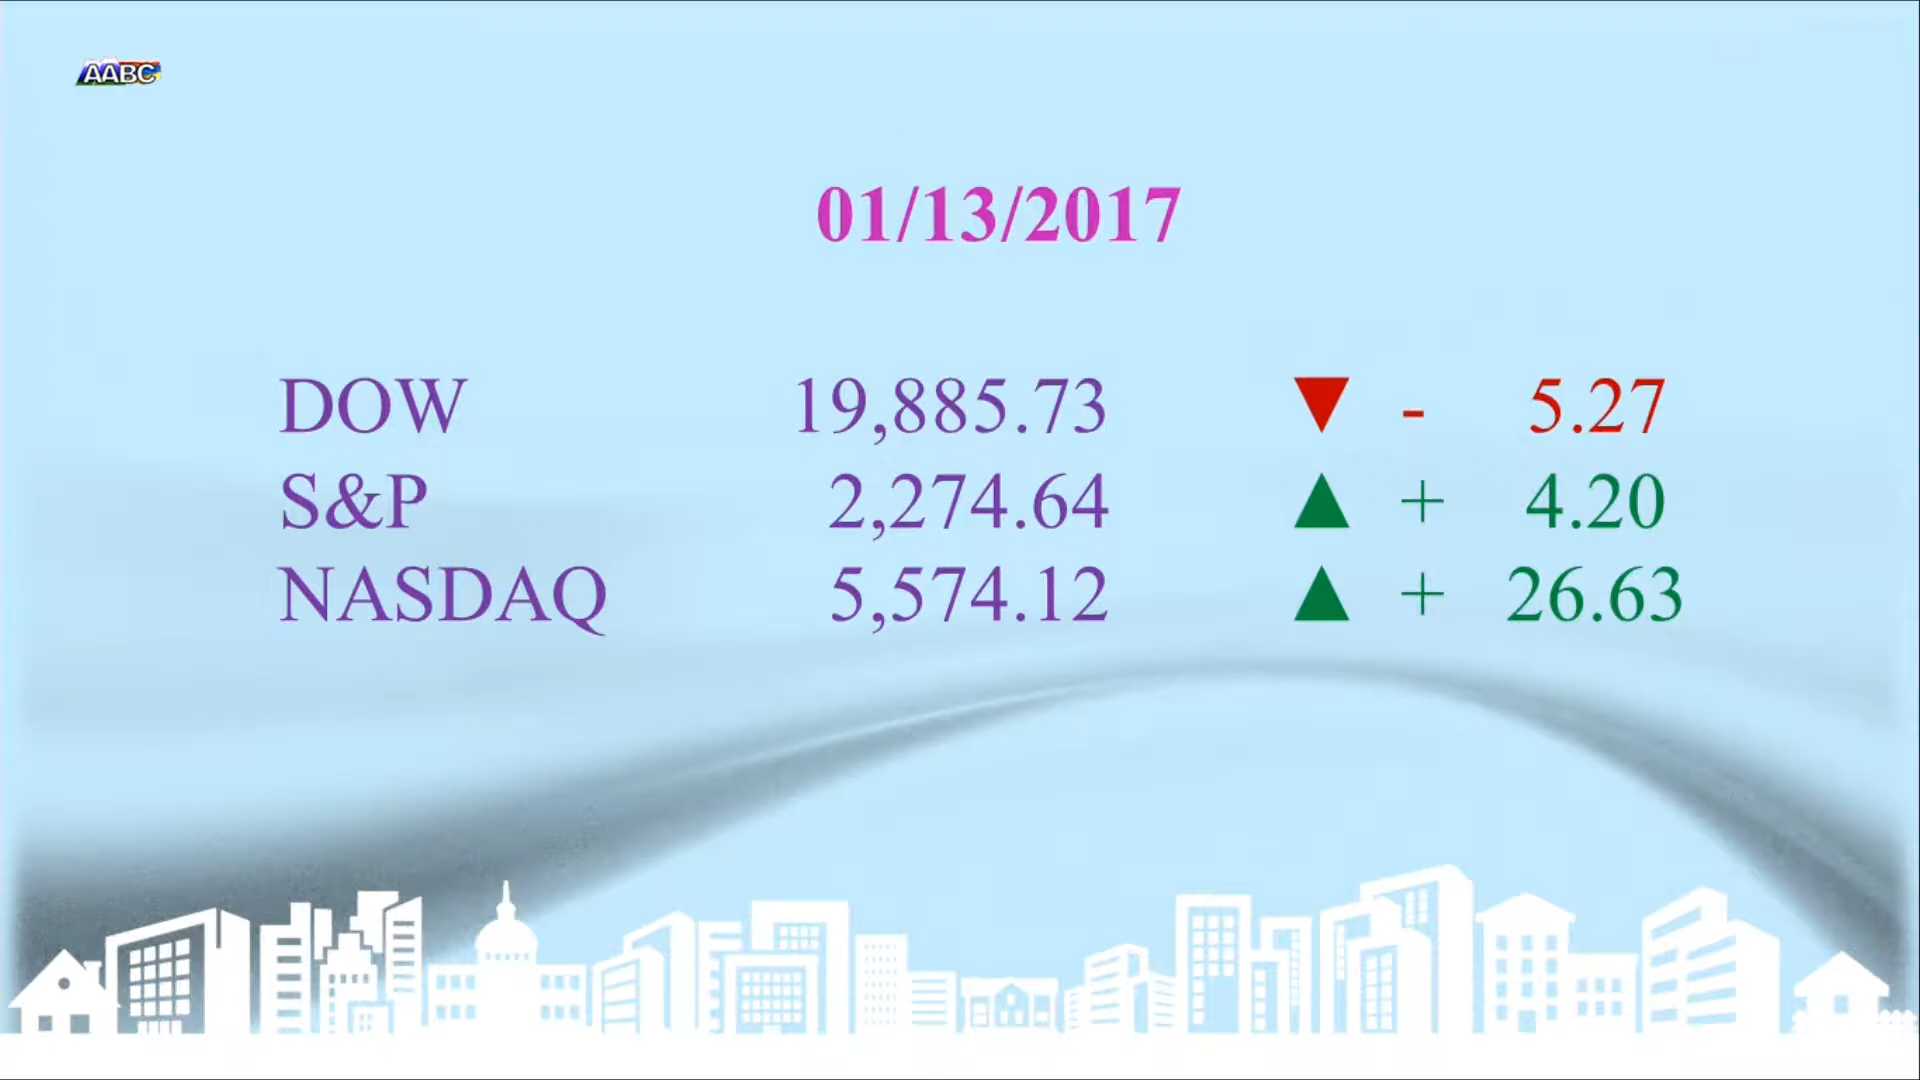 AABC
01/13/2017
DOW 19,885.73 ▼ - 5.27
S&P 2,274.64 ▲ + 4.20
NASDAQ 5,574.12 ▲ + 26.63